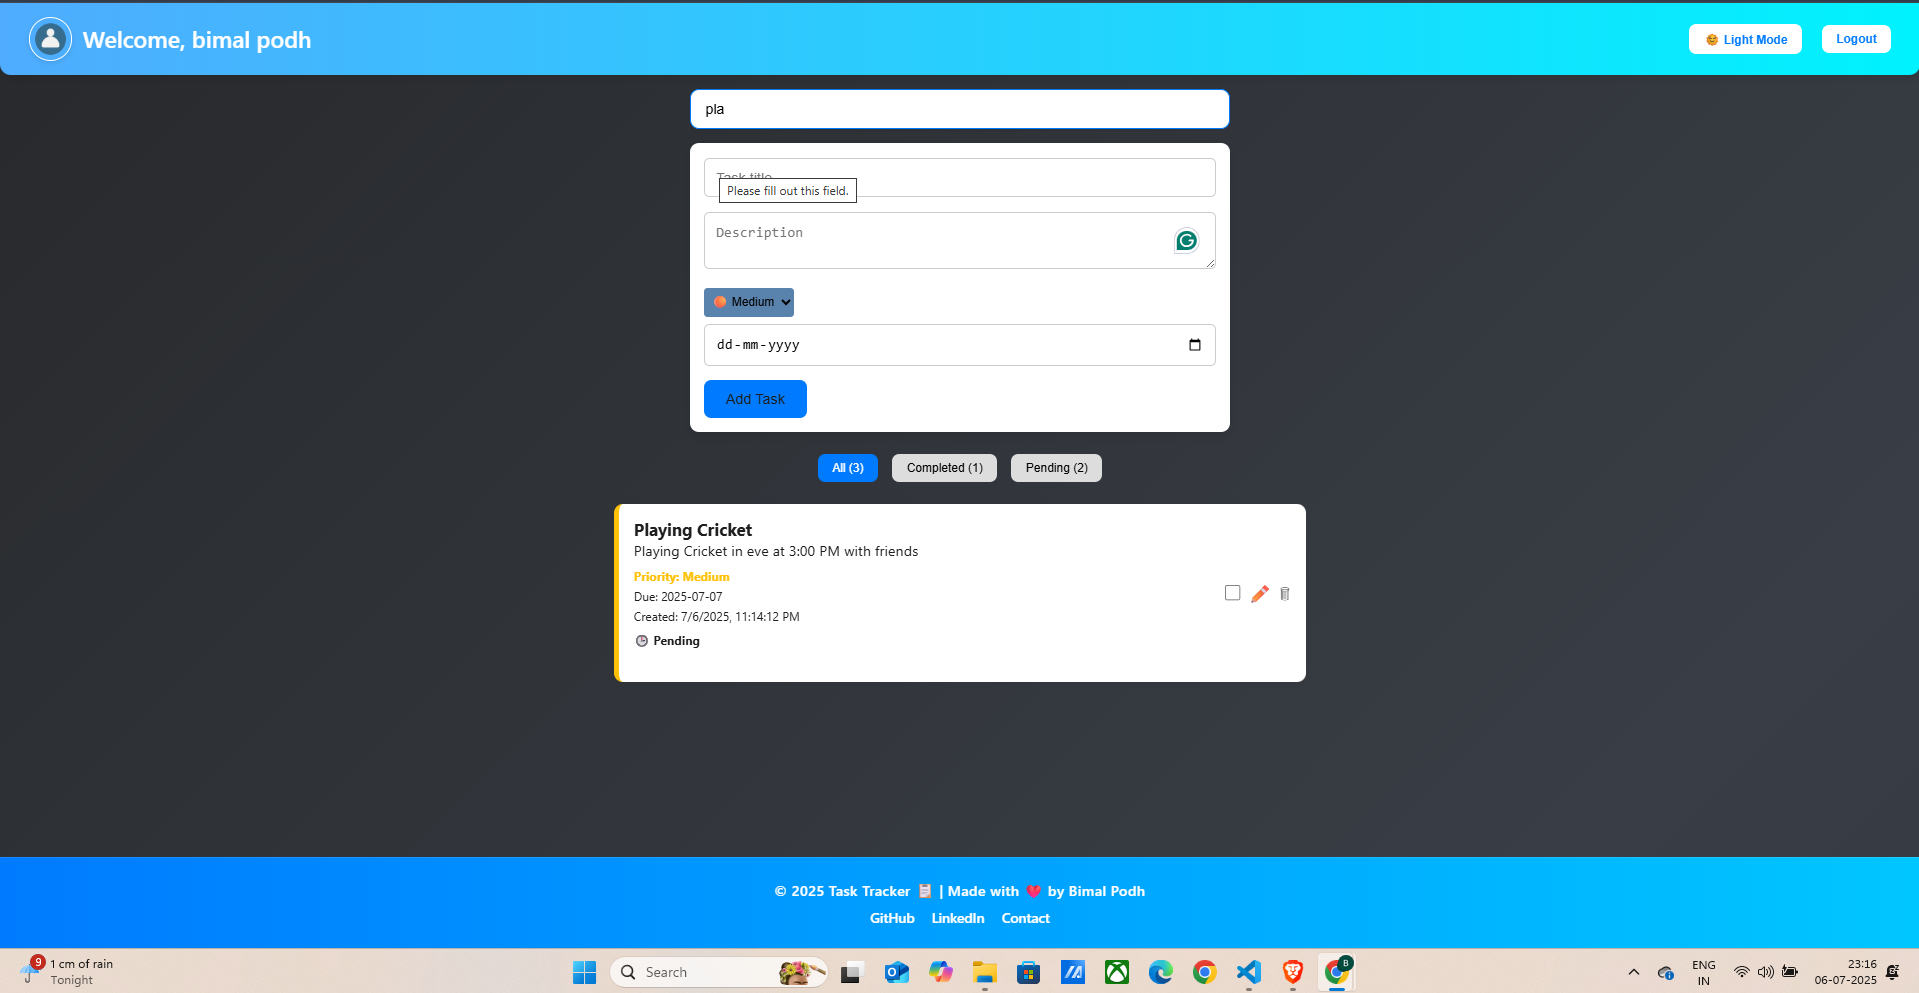 Welcome, bimal podh
Light Mode
Logout
pla
Task title
Please fill out this field.
Description
Medium
dd-mm-yyyy
Add Task
All (3)
Completed (1)
Pending (2)
Playing Cricket
Playing Cricket in eve at 3:00 PM with friends
Priority: Medium
Due: 2025-07-07
Created: 7/6/2025, 11:14:12 PM
Pending
© 2025 Task Tracker | Made with by Bimal Podh
GitHub LinkedIn Contact
9
1 cm of rain
Tonight
Search
B
ENG
IN
23:16
06-07-2025